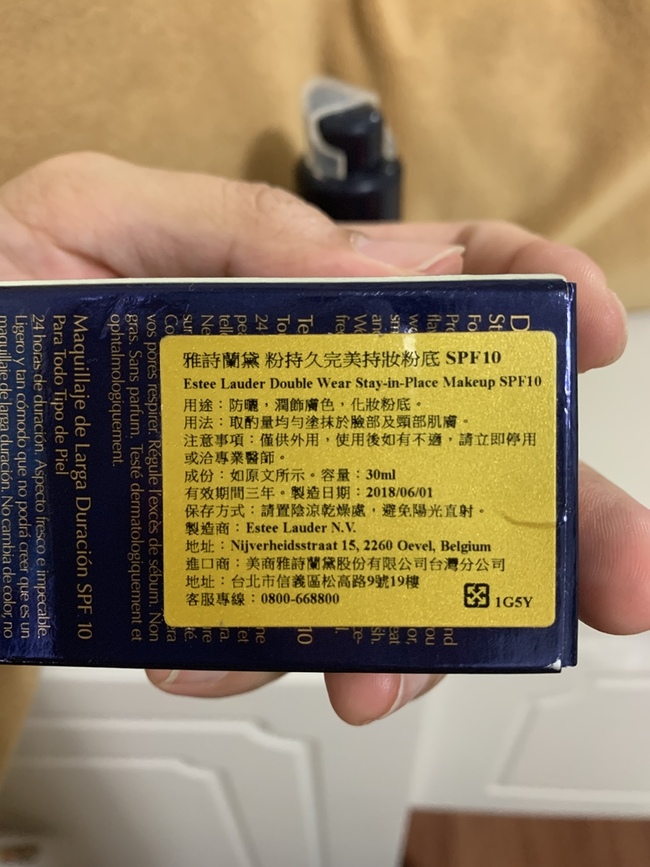 雅詩蘭黛 粉持久完美持妝粉底 SPF10
Estee Lauder Double Wear Stay-in-Place Makeup SPF10
用途：防曬，潤飾膚色，化妝粉底。
用法：取酌量均勻塗抹於臉部及頸部肌膚。
注意事項：僅供外用，使用後如有不適，請立即停用
或洽專業醫師。
成份：如原文所示。容量：30ml
有效期間三年。製造日期：2018/06/01
保存方式：請置陰涼乾燥處，避免陽光直射。
製造商：Estee Lauder N.V.
地址：Nijverheidsstraat 15, 2260 Oevel, Belgium
進口商：美商雅詩蘭黛股份有限公司台灣分公司
地址：台北市信義區松高路9號19樓
客服專線：0800-668800
1G5Y
vos pores respirer. Régule l'excès de sébum. Non
gras. Sans parfum. Testé dermatologiquement et
ophtalmologiquement.
Maquillaje de Larga Duración SPF 10
Para Todo Tipo de Piel
24 horas de duración. Aspecto fresco e impecable.
Ligero y tan cómodo que no podrá creer que es un
maquillaje de larga duración. No cambia de color, no